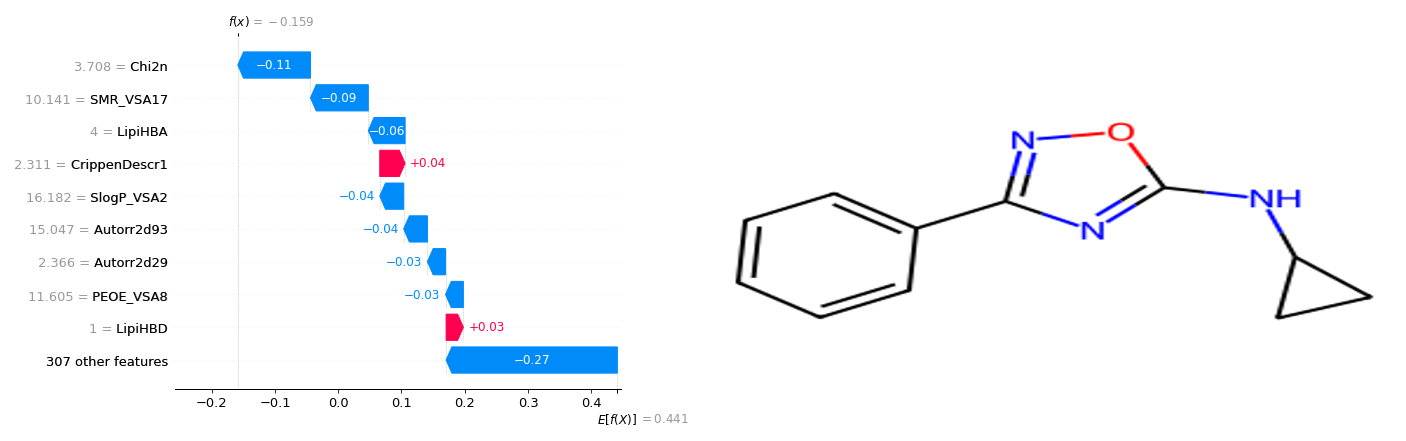 f(x) = −0.159
3.708 = Chi2n
−0.11
10.141 = SMR_VSA17
−0.09
4 = LipiHBA
−0.06
2.311 = CrippenDescr1
+0.04
16.182 = SlogP_VSA2
−0.04
15.047 = Autorr2d93
−0.04
2.366 = Autorr2d29
−0.03
11.605 = PEOE_VSA8
−0.03
1 = LipiHBD
+0.03
307 other features
−0.27
−0.2 −0.1 0.0 0.1 0.2 0.3 0.4
E[f(X)] = 0.441
N O
N NH